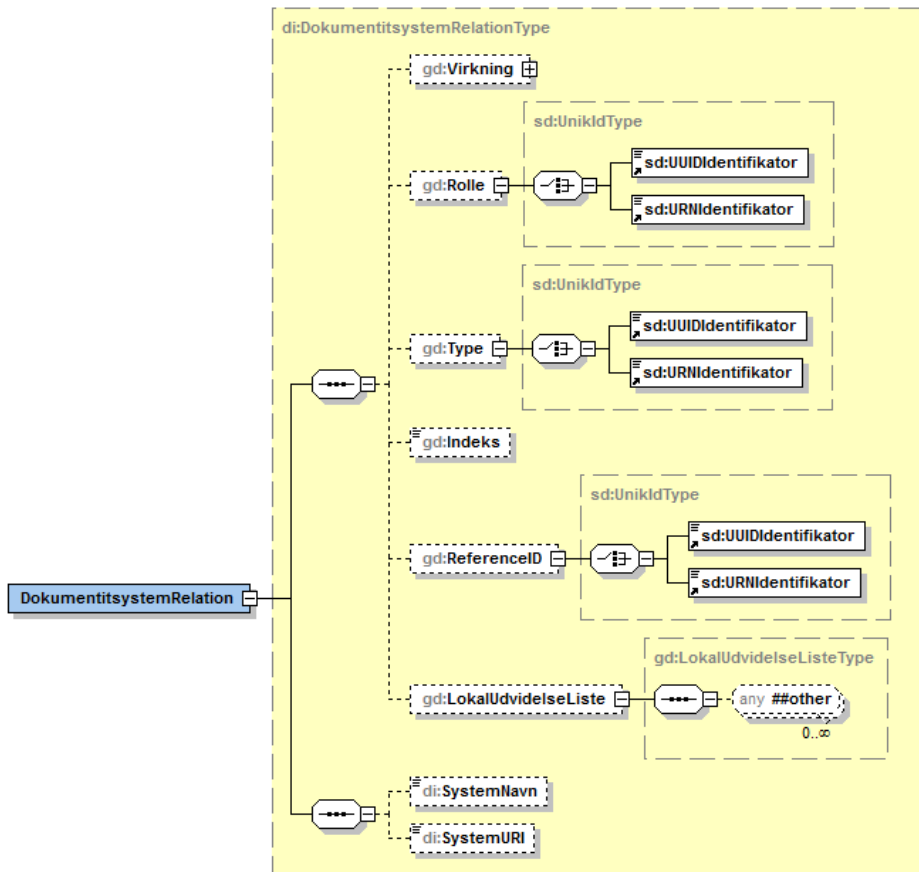 di:DokumentitsystemRelationType
gd:Virkning
sd:UnikIdType
sd:UUIDIdentifikator
gd:Rolle
sd:URNIdentifikator
sd:UnikIdType
sd:UUIDIdentifikator
gd:Type
sd:URNIdentifikator
gd:Indeks
sd:UnikIdType
sd:UUIDIdentifikator
gd:ReferenceID
sd:URNIdentifikator
DokumentitsystemRelation
gd:LokalUdvidelseListeType
gd:LokalUdvidelseListe
any ##other
0..∞
di:SystemNavn
di:SystemURI